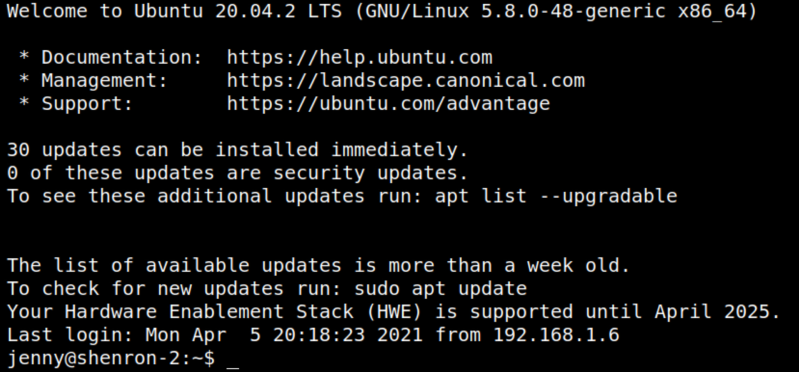 Welcome to Ubuntu 20.04.2 LTS (GNU/Linux 5.8.0-48-generic x86_64)
 * Documentation:  https://help.ubuntu.com
 * Management:     https://landscape.canonical.com
 * Support:        https://ubuntu.com/advantage
30 updates can be installed immediately.
0 of these updates are security updates.
To see these additional updates run: apt list --upgradable
The list of available updates is more than a week old.
To check for new updates run: sudo apt update
Your Hardware Enablement Stack (HWE) is supported until April 2025.
Last login: Mon Apr  5 20:18:23 2021 from 192.168.1.6
jenny@shenron-2:~$ _